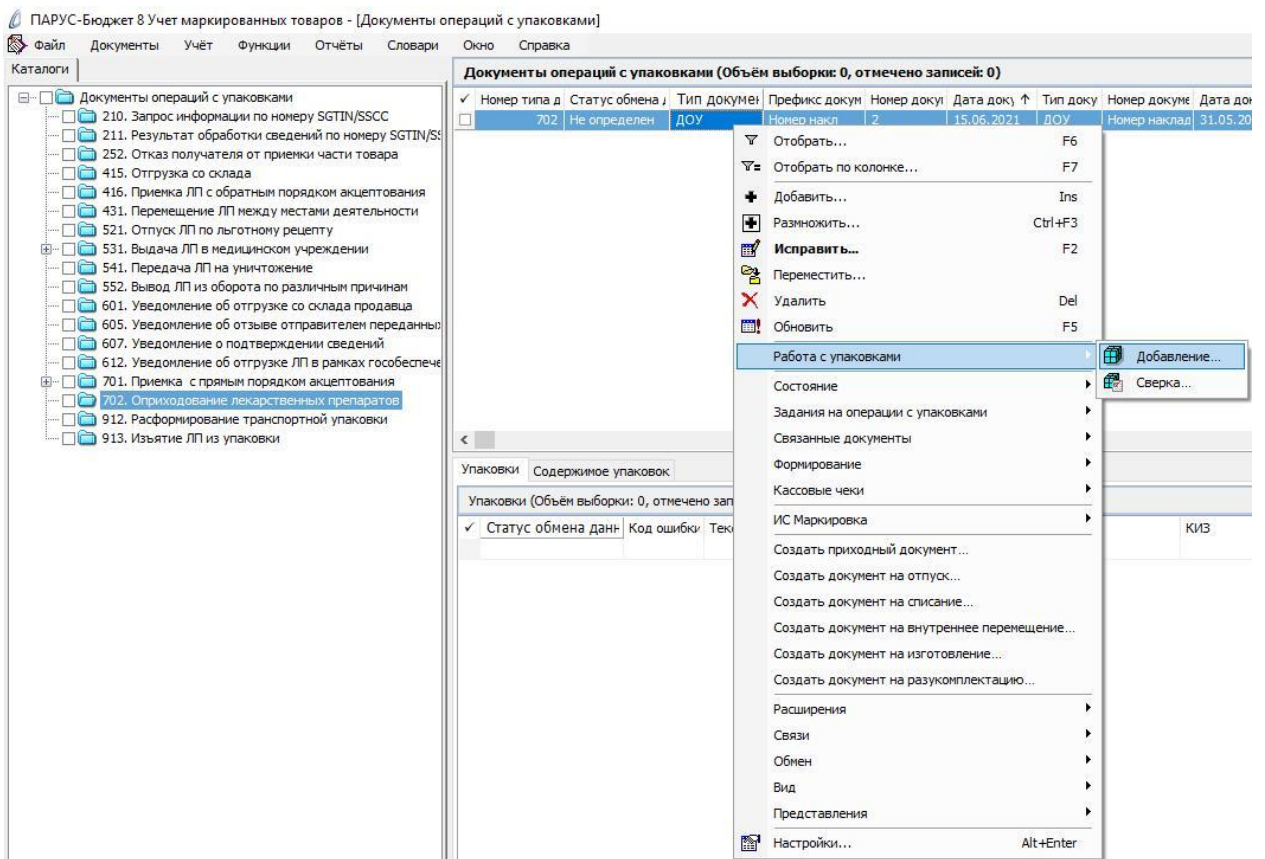 ПАРУС-Бюджет 8 Учет маркированных товаров - [Документы операций с упаковками]
Файл Документы Учёт Функции Отчёты Словари Окно Справка
Каталоги
Документы операций с упаковками
210. Запрос информации по номеру SGTIN/SSCC
211. Результат обработки сведений по номеру SGTIN/SS
252. Отказ получателя от приемки части товара
415. Отгрузка со склада
416. Приемка ЛП с обратным порядком акцептования
431. Перемещение ЛП между местами деятельности
521. Отпуск ЛП по льготному рецепту
531. Выдача ЛП в медицинском учреждении
541. Передача ЛП на уничтожение
552. Вывод ЛП из оборота по различным причинам
601. Уведомление об отгрузке со склада продавца
605. Уведомление об отзыве отправителем переданны
607. Уведомление о подтверждении сведений
612. Уведомление об отгрузке ЛП в рамках гособеспече
701. Приемка с прямым порядком акцептования
702. Оприходование лекарственных препаратов
912. Расформирование транспортной упаковки
913. Изъятие ЛП из упаковки
Документы операций с упаковками (Объём выборки: 0, отмечено записей: 0)
Номер типа д Статус обмена Тип докумен Префикс докум Номер докум Дата доку Тип доку Номер докуме Дата док
702 Не определен ДОУ Номер накл 2 15.06.2021 ДОУ Номер наклад 31.05.20
Отобрать... F6
Отобрать по колонке... F7
Добавить... Ins
Размножить... Ctrl+F3
Исправить... F2
Переместить...
Удалить Del
Обновить F5
Работа с упаковками
Добавление...
Сверка...
Состояние
Задания на операции с упаковками
Связанные документы
Формирование
Кассовые чеки
ИС Маркировка
Создать приходный документ...
Создать документ на отпуск...
Создать документ на списание...
Создать документ на внутреннее перемещение...
Создать документ на изготовление...
Создать документ на разукомплектацию...
Расширения
Связи
Обмен
Вид
Представления
Настройки... Alt+Enter
Упаковки Содержимое упаковок
Упаковки (Объём выборки: 0, отмечено зап
Статус обмена данн Код ошибки Тек КИЗ